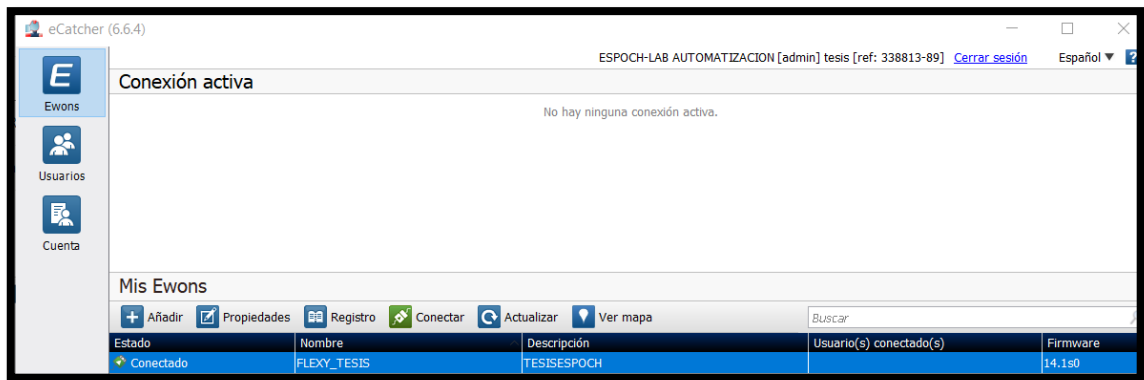 eCatcher (6.6.4)
ESPOCH-LAB AUTOMATIZACION [admin] tesis [ref: 338813-89] Cerrar sesión Español ?
E
Ewons
Conexión activa
No hay ninguna conexión activa.
Usuarios
Cuenta
Mis Ewons
Añadir Propiedades Registro Conectar Actualizar Ver mapa Buscar
Estado Nombre Descripción Usuario(s) conectado(s) Firmware
Conectado FLEXY_TESIS TESISESPOCH 14.1s0